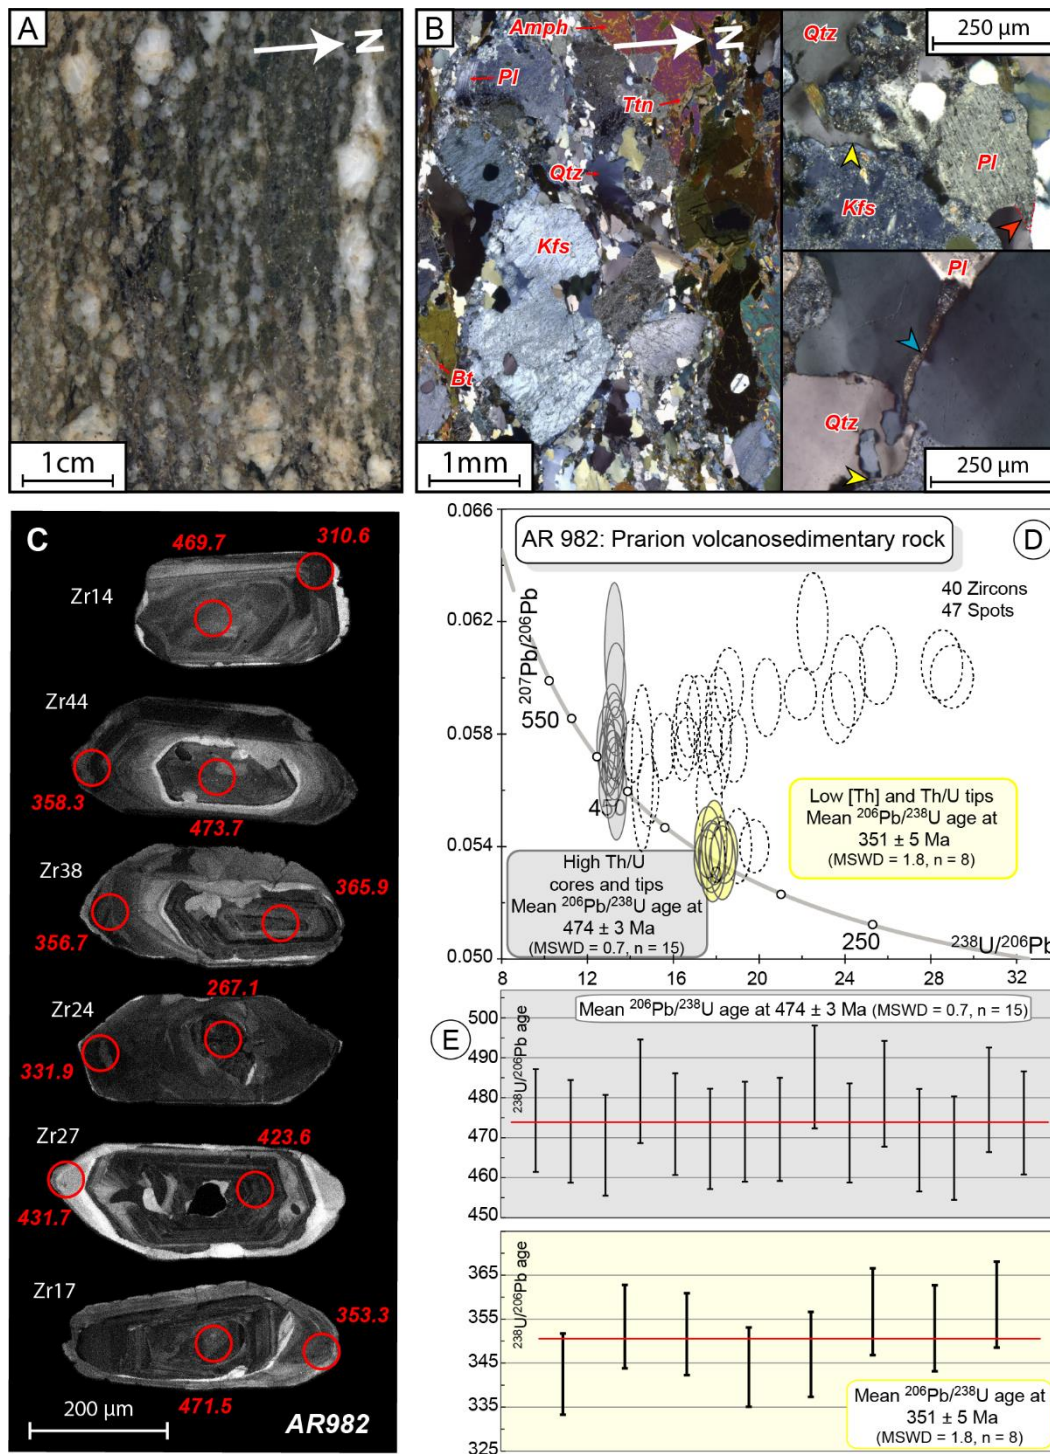 A
N
1cm
B
Amph
N
Pl
Ttn
Qtz
Kfs
Bt
1mm
Qtz
250 µm
Pl
Kfs
Pl
Qtz
250 µm
C
469.7
310.6
Zr14
Zr44
358.3
473.7
Zr38
365.9
356.7
267.1
Zr24
331.9
423.6
Zr27
431.7
Zr17
353.3
471.5
200 µm
AR982
0.066
AR 982: Prarion volcanosedimentary rock
D
40 Zircons
47 Spots
0.062
207Pb/206Pb
550
0.058
450
Low [Th] and Th/U tips
Mean 206Pb/238U age at
351 ± 5 Ma
(MSWD = 1.8, n = 8)
0.054
High Th/U
cores and tips
Mean 206Pb/238U age at
474 ± 3 Ma
(MSWD = 0.7, n = 15)
250
238U/206Pb
0.050
8 12 16 20 24 28 32
E
Mean 206Pb/238U age at 474 ± 3 Ma (MSWD = 0.7, n = 15)
238U/206Pb age
500
490
480
470
460
450
238U/206Pb age
365
355
345
335
325
Mean 206Pb/238U age at
351 ± 5 Ma
(MSWD = 1.8, n = 8)